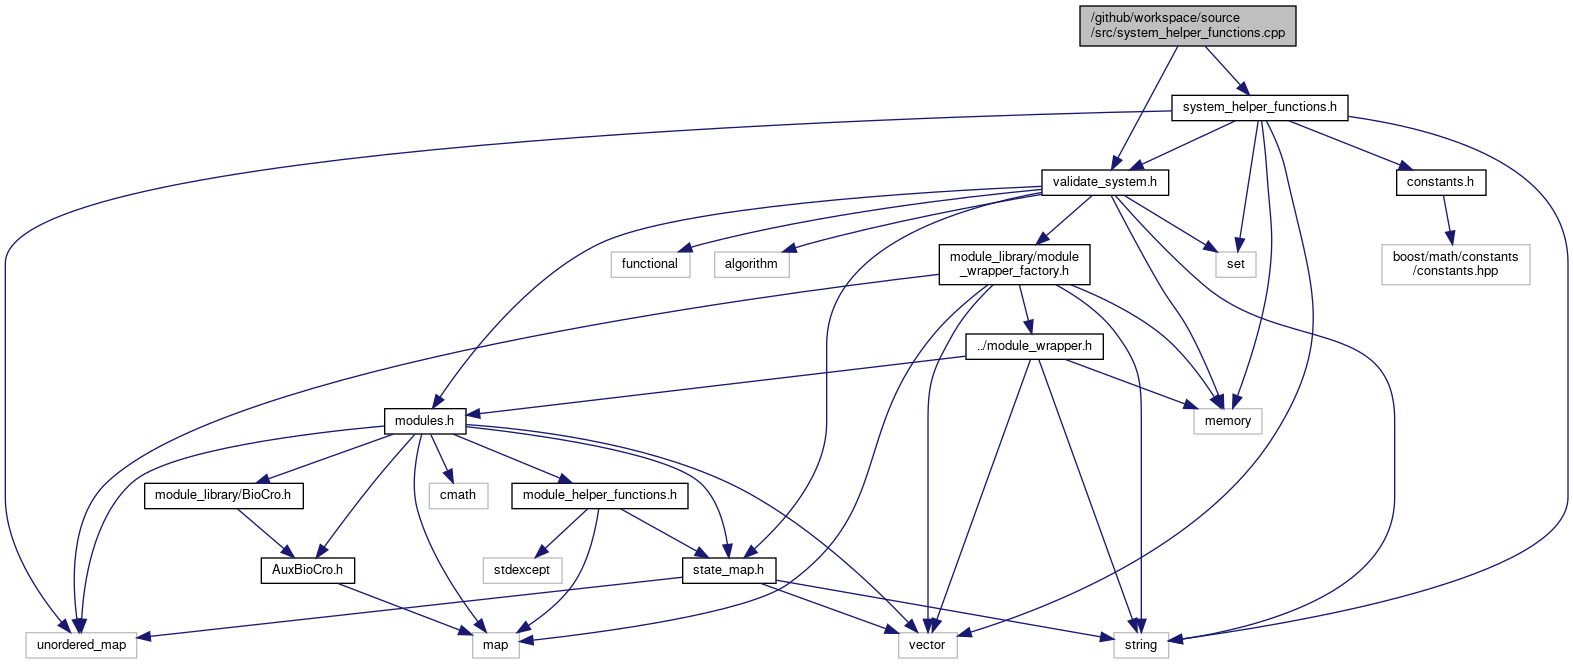 /github/workspace/source
/src/system_helper_functions.cpp
system_helper_functions.h
validate_system.h
constants.h
functional
algorithm
module_library/module
_wrapper_factory.h
set
boost/math/constants
/constants.hpp
../module_wrapper.h
modules.h
memory
module_library/BioCro.h
cmath
module_helper_functions.h
AuxBioCro.h
stdexcept
state_map.h
unordered_map
map
vector
string